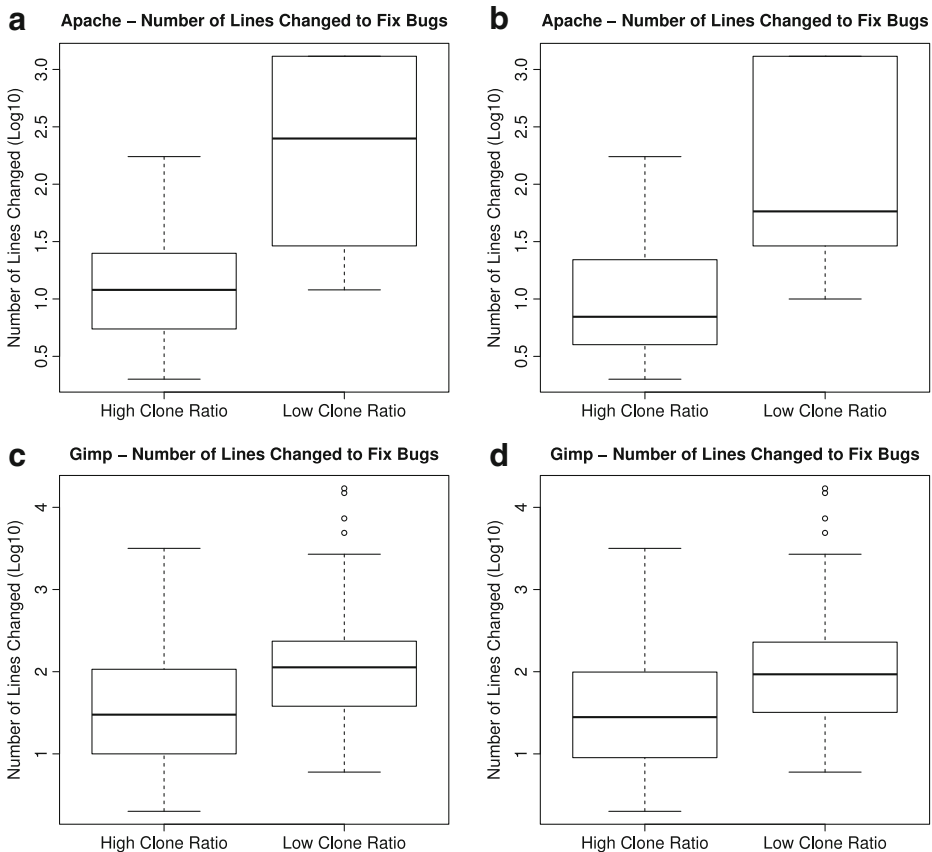 a
Apache – Number of Lines Changed to Fix Bugs
Number of Lines Changed (Log10)
3.0
2.5
2.0
1.5
1.0
0.5
High Clone Ratio
Low Clone Ratio
b
Apache – Number of Lines Changed to Fix Bugs
Number of Lines Changed (Log10)
3.0
2.5
2.0
1.5
1.0
0.5
High Clone Ratio
Low Clone Ratio
c
Gimp – Number of Lines Changed to Fix Bugs
Number of Lines Changed (Log10)
4
3
2
1
High Clone Ratio
Low Clone Ratio
d
Gimp – Number of Lines Changed to Fix Bugs
Number of Lines Changed (Log10)
4
3
2
1
High Clone Ratio
Low Clone Ratio